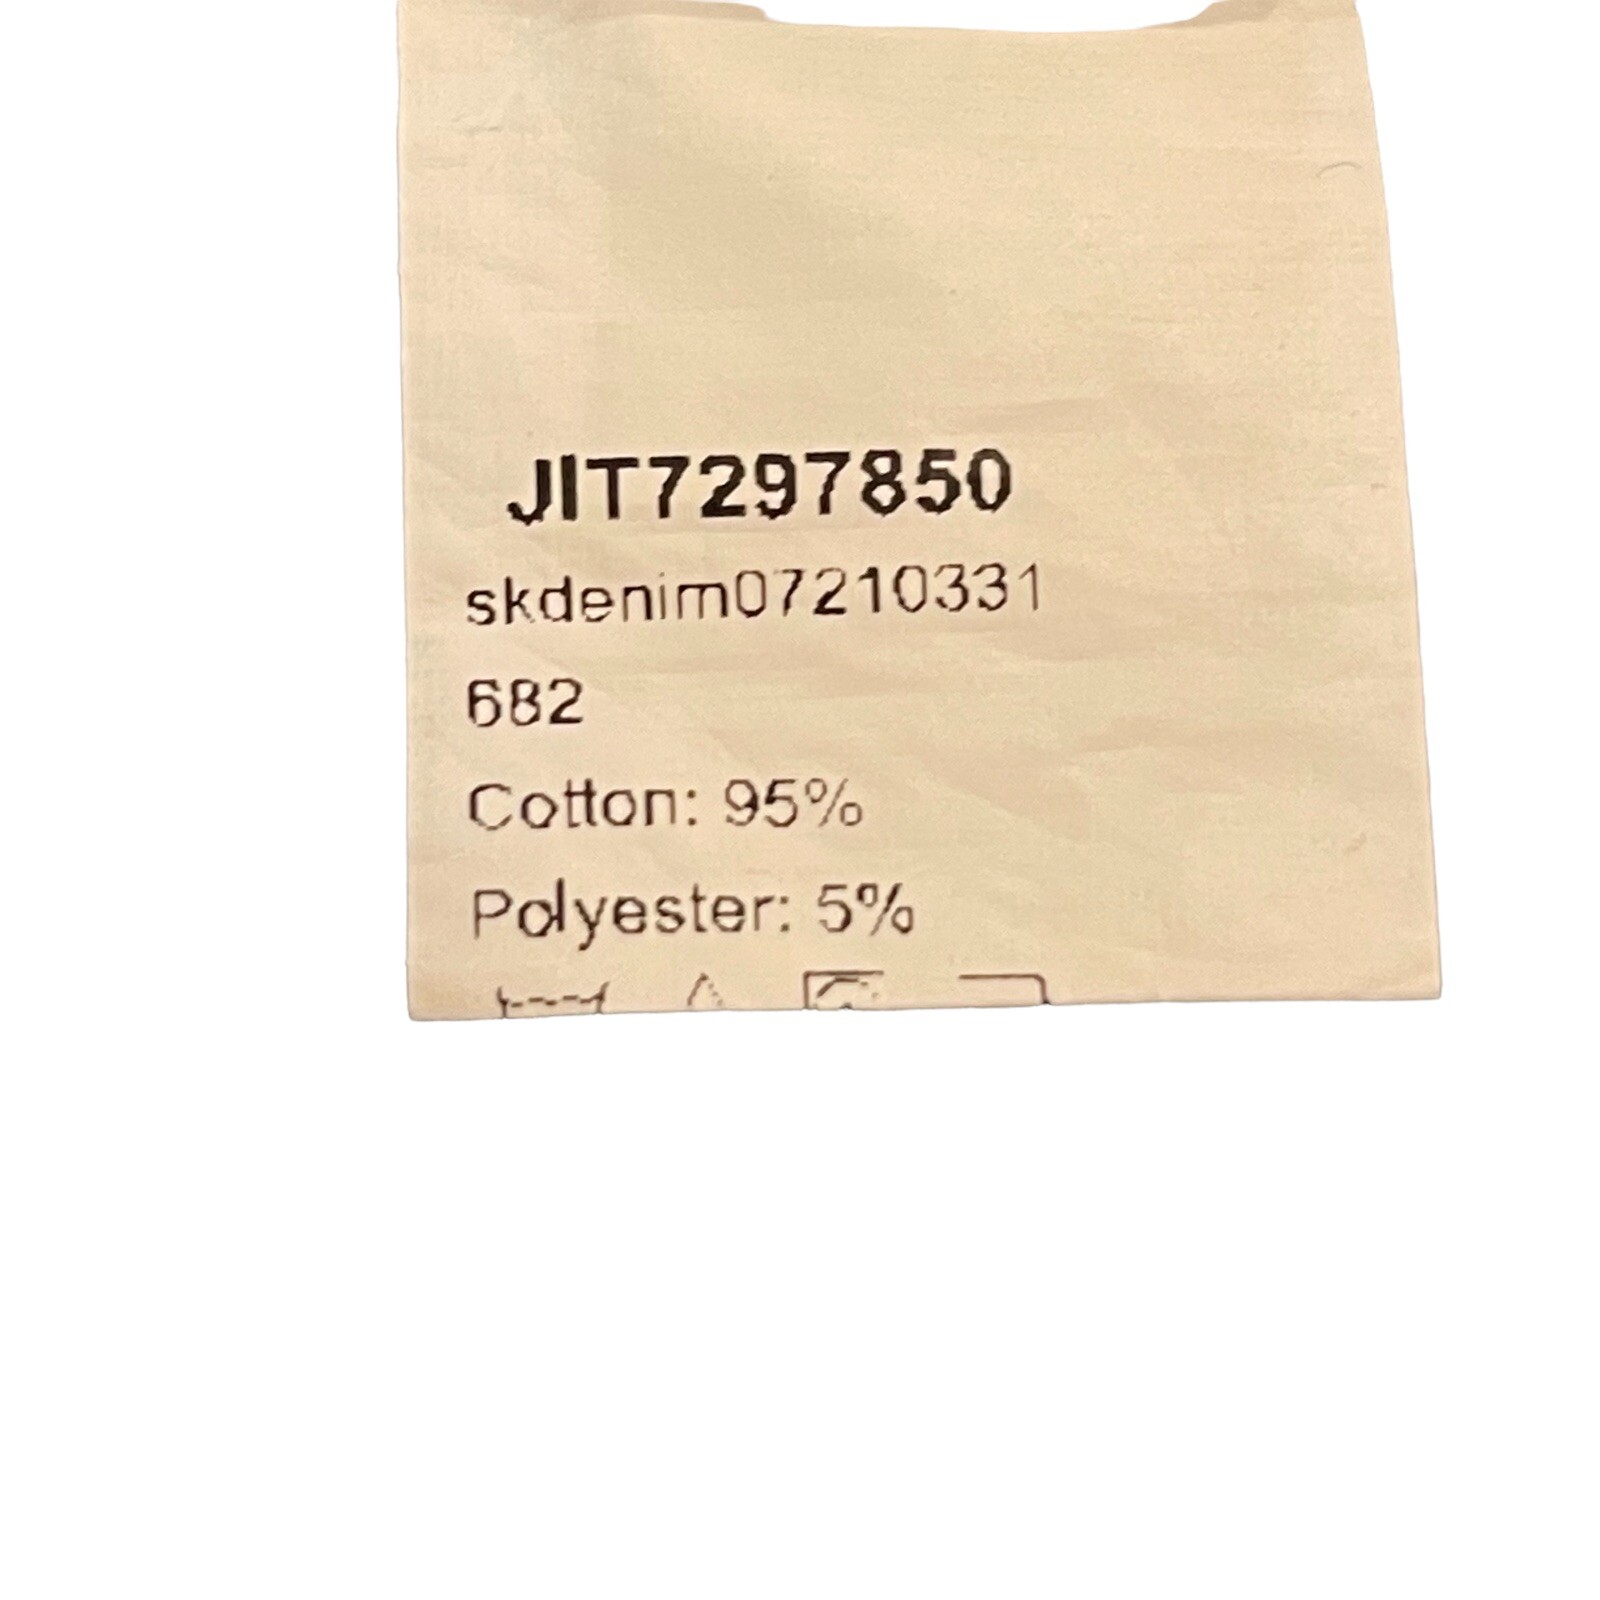 JIT7297850
skdenim07210331
682
Cotton: 95%
Polyester: 5%